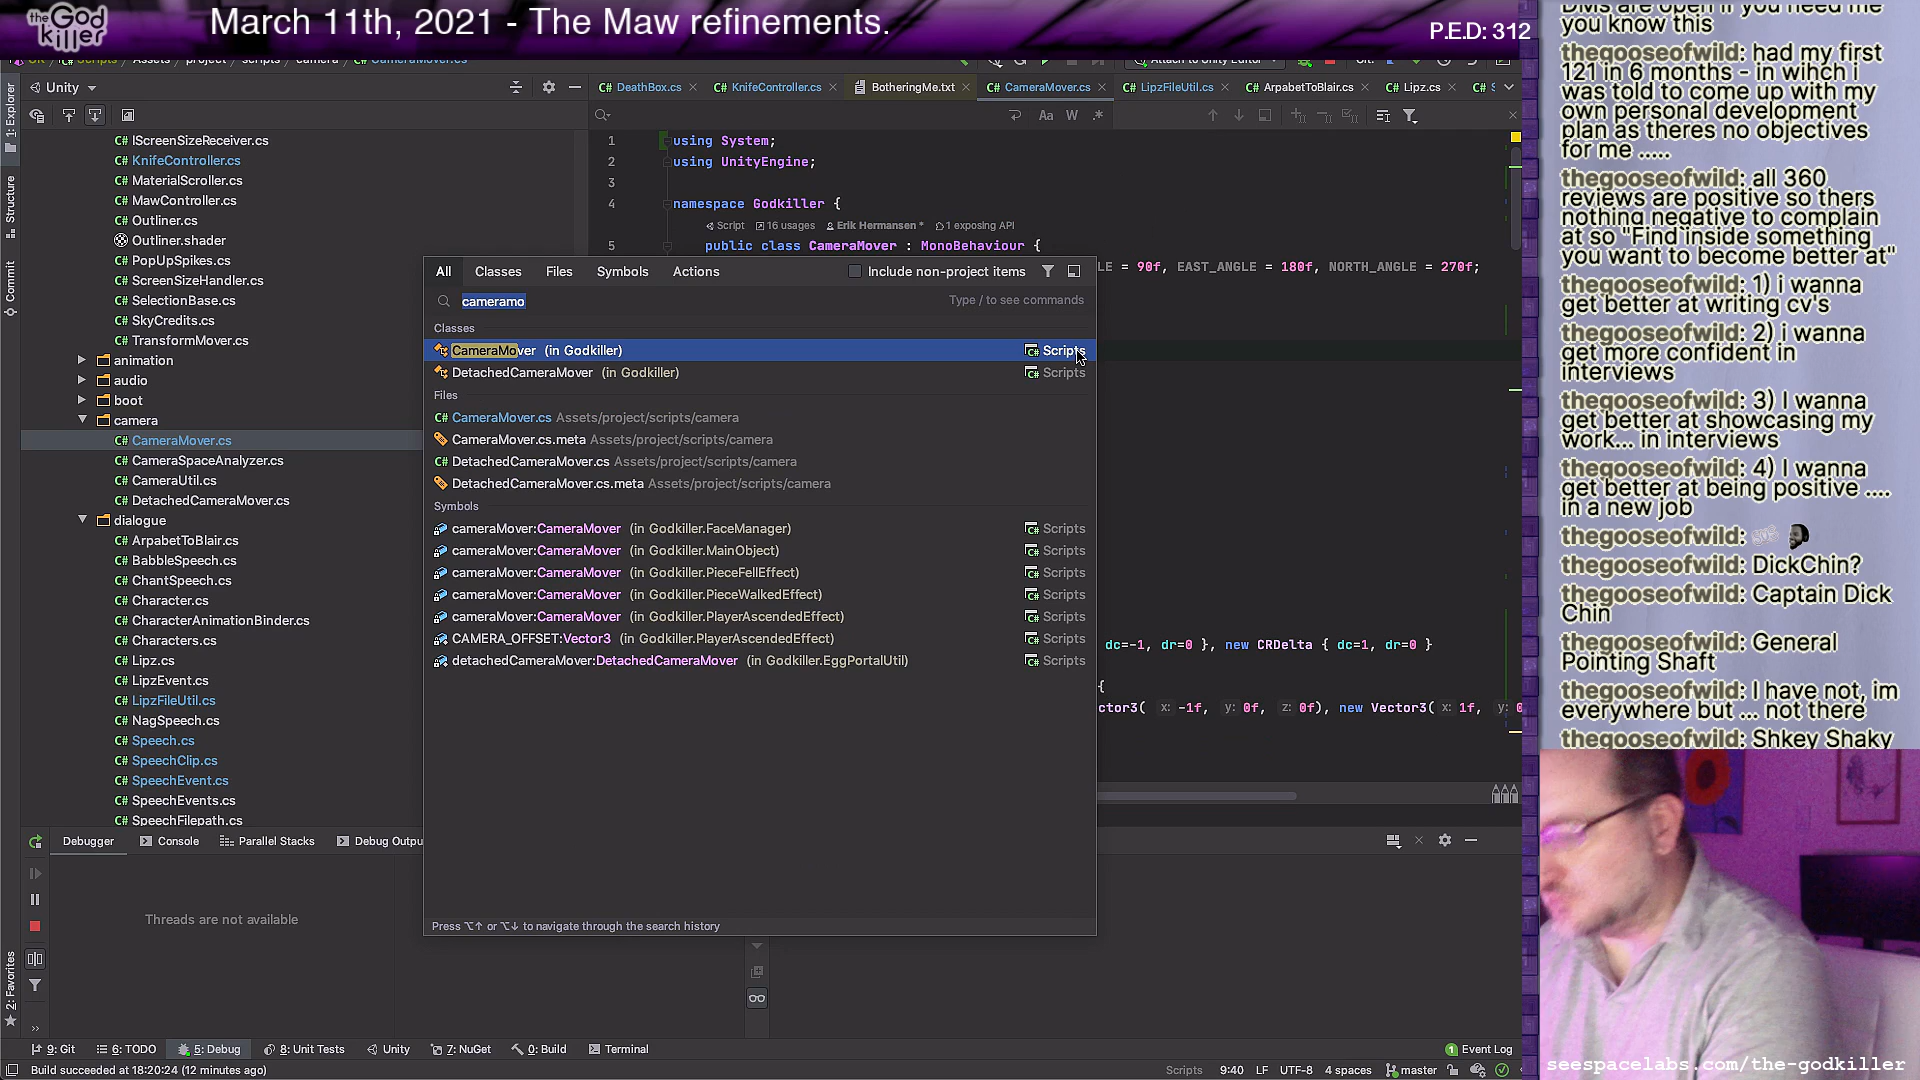 the God killer
March 11th, 2021 - The Maw refinements.
P.E.D: 312
Unity
DeathBox.cs
KnifeController.cs
BotheringMe.txt
CameraMover.cs
LipzFileUtil.cs
ArpabetToBlair.cs
Lipz.cs
Aa W .*
1: Explorer
Structure
Commit
2: Favorites
IScreenSizeReceiver.cs
KnifeController.cs
MaterialScroller.cs
MawController.cs
Outliner.cs
Outliner.shader
PopUpSpikes.cs
ScreenSizeHandler.cs
SelectionBase.cs
SkyCredits.cs
TransformMover.cs
animation
audio
boot
camera
CameraMover.cs
CameraSpaceAnalyzer.cs
CameraUtil.cs
DetachedCameraMover.cs
dialogue
ArpabetToBlair.cs
BabbleSpeech.cs
ChantSpeech.cs
Character.cs
CharacterAnimationBinder.cs
Characters.cs
Lipz.cs
LipzEvent.cs
LipzFileUtil.cs
NagSpeech.cs
Speech.cs
SpeechClip.cs
SpeechEvent.cs
SpeechEvents.cs
SpeechFilepath.cs
1 using System;
2 using UnityEngine;
3
4 namespace Godkiller {
Script 16 usages Erik Hermansen * 1 exposing API
5 public class CameraMover : MonoBehaviour {
LE = 90f, EAST_ANGLE = 180f, NORTH_ANGLE = 270f;
dc=-1, dr=0 }, new CRDelta { dc=1, dr=0 }
{
ctor3( x: -1f, y: 0f, z: 0f), new Vector3( x: 1f, y: 0
All Classes Files Symbols Actions Include non-project items
cameramo Type / to see commands
Classes
CameraMover (in Godkiller) Scripts
DetachedCameraMover (in Godkiller) Scripts
Files
CameraMover.cs Assets/project/scripts/camera
CameraMover.cs.meta Assets/project/scripts/camera
DetachedCameraMover.cs Assets/project/scripts/camera
DetachedCameraMover.cs.meta Assets/project/scripts/camera
Symbols
cameraMover:CameraMover (in Godkiller.FaceManager) Scripts
cameraMover:CameraMover (in Godkiller.MainObject) Scripts
cameraMover:CameraMover (in Godkiller.PieceFellEffect) Scripts
cameraMover:CameraMover (in Godkiller.PieceWalkedEffect) Scripts
cameraMover:CameraMover (in Godkiller.PlayerAscendedEffect) Scripts
CAMERA_OFFSET:Vector3 (in Godkiller.PlayerAscendedEffect) Scripts
detachedCameraMover:DetachedCameraMover (in Godkiller.EggPortalUtil) Scripts
Press ⌥↑ or ⌥↓ to navigate through the search history
Debugger Console Parallel Stacks Debug Outpu
Threads are not available
9: Git 6: TODO 5: Debug 8: Unit Tests Unity 7: NuGet 0: Build Terminal 1 Event Log
Build succeeded at 18:20:24 (12 minutes ago) Scripts 9:40 LF UTF-8 4 spaces master
DMs are open if you need me
you know this
thegooseofwild: had my first
121 in 6 months - in wihch i
was told to come up with my
own personal development
plan as theres no objectives
for me .....
thegooseofwild: all 360
reviews are positive so thers
nothing negative to complain
at so "Find inside something
you want to become better at"
thegooseofwild: 1) i wanna
get better at writing cv's
thegooseofwild: 2) i wanna
get more confident in
interviews
thegooseofwild: 3) I wanna
get better at showcasing my
work... in interviews
thegooseofwild: 4) I wanna
get better at being positive ....
in a new job
thegooseofwild:
thegooseofwild: DickChin?
thegooseofwild: Captain Dick
Chin
thegooseofwild: General
Pointing Shaft
thegooseofwild: I have not, im
everywhere but ... not there
thegooseofwild: Shkey Shaky
seespacelabs.com/the-godkiller